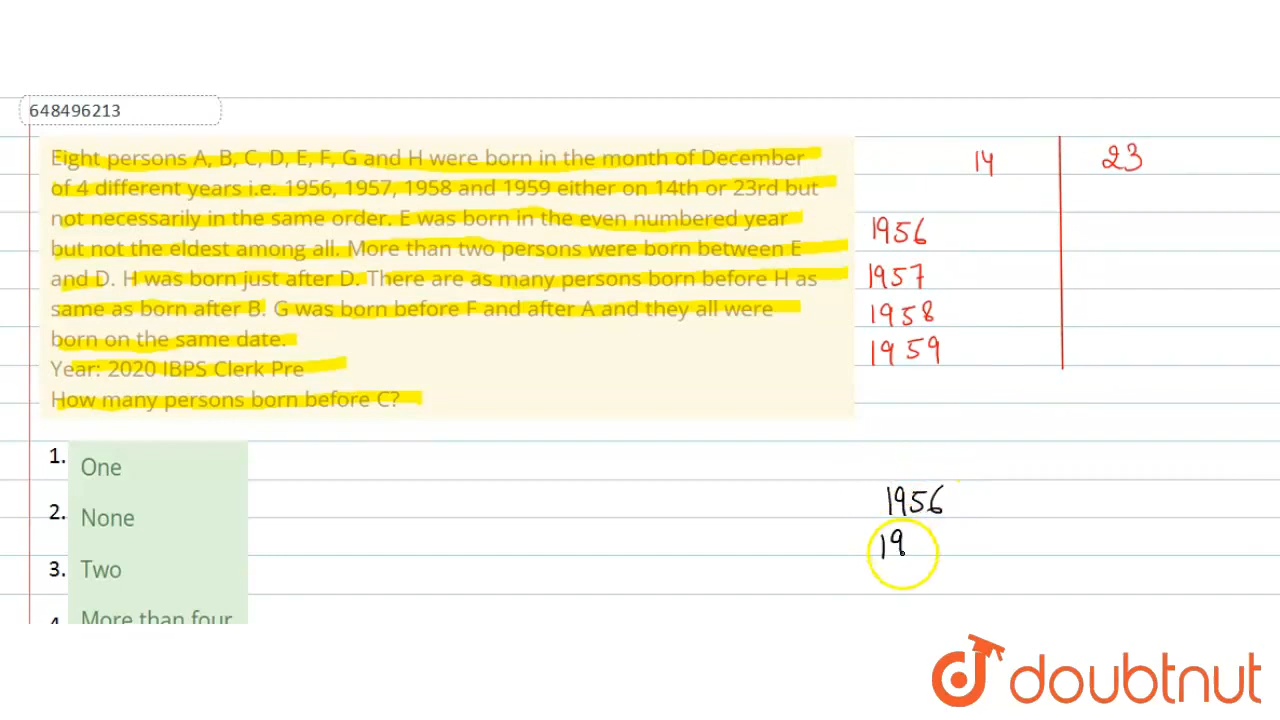 648496213
Eight persons A, B, C, D, E, F, G and H were born in the month of December
of 4 different years i.e. 1956, 1957, 1958 and 1959 either on 14th or 23rd but
not necessarily in the same order. E was born in the even numbered year
but not the eldest among all. More than two persons were born between E
and D. H was born just after D. There are as many persons born before H as
same as born after B. G was born before F and after A and they all were
born on the same date.
Year: 2020 IBPS Clerk Pre
How many persons born before C?
1. One
2. None
3. Two
4. More than four
14 23
1956
1957
1958
1959
1956
19
doubtnut